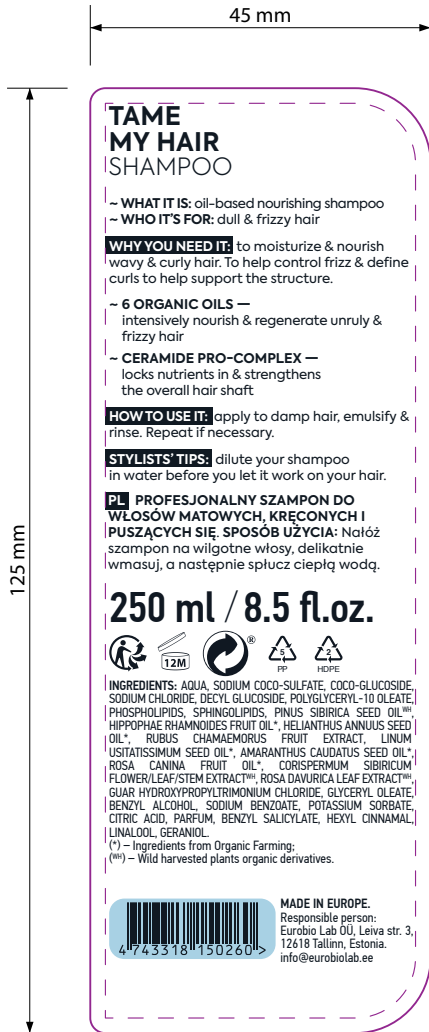 45 mm
125 mm
TAME
MY HAIR
SHAMPOO
~ WHAT IT IS: oil-based nourishing shampoo
~ WHO IT'S FOR: dull & frizzy hair
WHY YOU NEED IT: to moisturize & nourish
wavy & curly hair. To help control frizz & define
curls to help support the structure.
~ 6 ORGANIC OILS —
intensively nourish & regenerate unruly &
frizzy hair
~ CERAMIDE PRO-COMPLEX —
locks nutrients in & strengthens
the overall hair shaft
HOW TO USE IT: apply to damp hair, emulsify &
rinse. Repeat if necessary.
STYLISTS' TIPS: dilute your shampoo
in water before you let it work on your hair.
PL PROFESJONALNY SZAMPON DO
WŁOSÓW MATOWYCH, KRĘCONYCH I
PUSZĄCYCH SIĘ. SPOSÓB UŻYCIA: Nałóż
szampon na wilgotne włosy, delikatnie
wmasuj, a następnie spłucz ciepłą wodą.
250 ml / 8.5 fl.oz.
12M
®
5
PP
2
HDPE
INGREDIENTS: AQUA, SODIUM COCO-SULFATE, COCO-GLUCOSIDE,
SODIUM CHLORIDE, DECYL GLUCOSIDE, POLYGLYCERYL-10 OLEATE,
PHOSPHOLIPIDS, SPHINGOLIPIDS, PINUS SIBIRICA SEED OILᵂᴴ,
HIPPOPHAE RHAMNOIDES FRUIT OIL*, HELIANTHUS ANNUUS SEED
OIL*, RUBUS CHAMAEMORUS FRUIT EXTRACT, LINUM
USITATISSIMUM SEED OIL*, AMARANTHUS CAUDATUS SEED OIL*,
ROSA CANINA FRUIT OIL*, CORISPERMUM SIBIRICUM
FLOWER/LEAF/STEM EXTRACTᵂᴴ, ROSA DAVURICA LEAF EXTRACTᵂᴴ,
GUAR HYDROXYPROPYLTRIMONIUM CHLORIDE, GLYCERYL OLEATE,
BENZYL ALCOHOL, SODIUM BENZOATE, POTASSIUM SORBATE,
CITRIC ACID, PARFUM, BENZYL SALICYLATE, HEXYL CINNAMAL,
LINALOOL, GERANIOL.
(*) – Ingredients from Organic Farming;
(ᵂᴴ) – Wild harvested plants organic derivatives.
4 743318 150260 >
MADE IN EUROPE.
Responsible person:
Eurobio Lab OÜ, Leiva str. 3,
12618 Tallinn, Estonia.
info@eurobiolab.ee